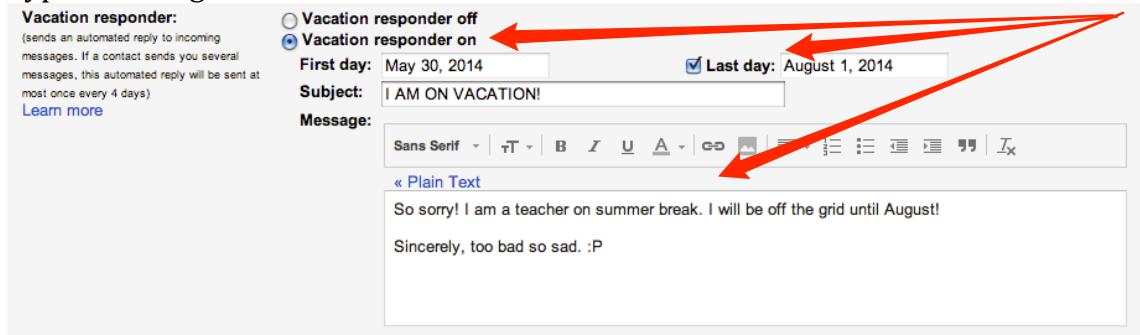 Vacation responder:
(sends an automated reply to incoming
messages. If a contact sends you several
messages, this automated reply will be sent at
most once every 4 days)
Learn more
Vacation responder off
Vacation responder on
First day: May 30, 2014 Last day: August 1, 2014
Subject: I AM ON VACATION!
Message:
Sans Serif T B I U A Tx
« Plain Text
So sorry! I am a teacher on summer break. I will be off the grid until August!
Sincerely, too bad so sad. :P